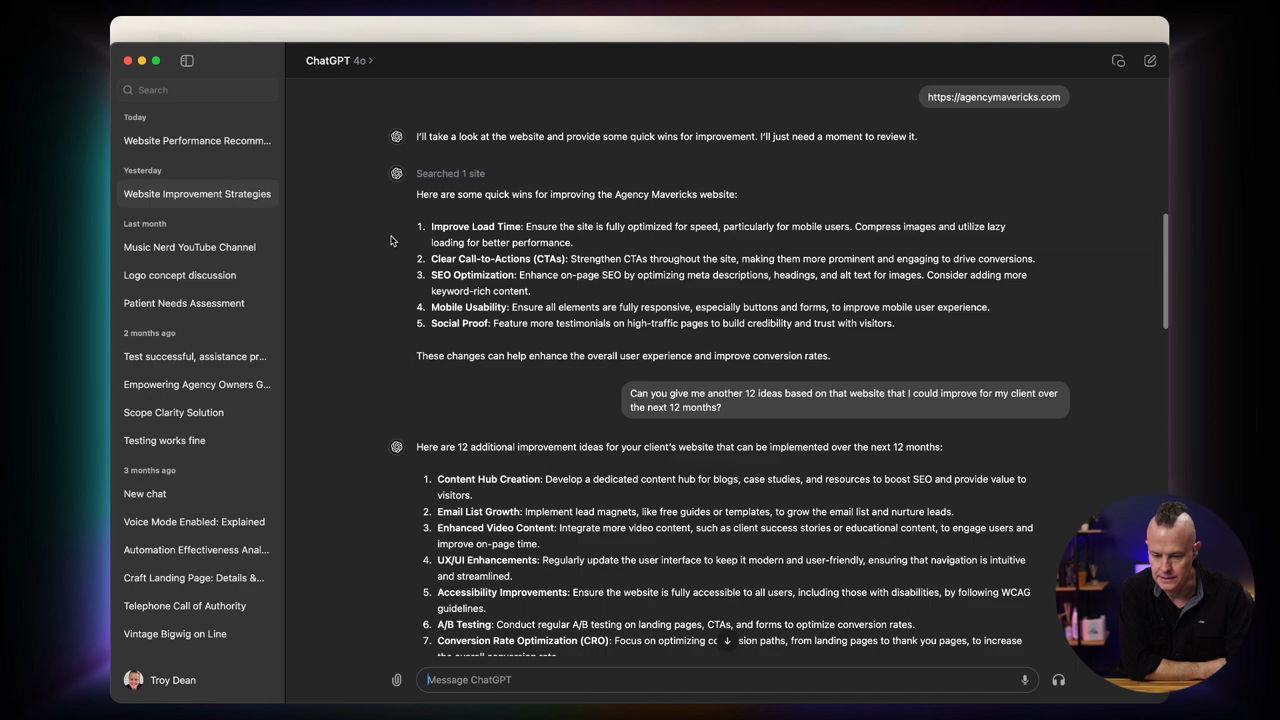 ChatGPT 4o >
Search
Today
Website Performance Recomm...
Yesterday
Website Improvement Strategies
Last month
Music Nerd YouTube Channel
Logo concept discussion
Patient Needs Assessment
2 months ago
Test successful, assistance pr...
Empowering Agency Owners G...
Scope Clarity Solution
Testing works fine
3 months ago
New chat
Voice Mode Enabled: Explained
Automation Effectiveness Anal...
Craft Landing Page: Details &...
Telephone Call of Authority
Vintage Bigwig on Line
Troy Dean
https://agencymavericks.com
I'll take a look at the website and provide some quick wins for improvement. I'll just need a moment to review it.
Searched 1 site
Here are some quick wins for improving the Agency Mavericks website:
1. Improve Load Time: Ensure the site is fully optimized for speed, particularly for mobile users. Compress images and utilize lazy
loading for better performance.
2. Clear Call-to-Actions (CTAs): Strengthen CTAs throughout the site, making them more prominent and engaging to drive conversions.
3. SEO Optimization: Enhance on-page SEO by optimizing meta descriptions, headings, and alt text for images. Consider adding more
keyword-rich content.
4. Mobile Usability: Ensure all elements are fully responsive, especially buttons and forms, to improve mobile user experience.
5. Social Proof: Feature more testimonials on high-traffic pages to build credibility and trust with visitors.
These changes can help enhance the overall user experience and improve conversion rates.
Can you give me another 12 ideas based on that website that I could improve for my client over
the next 12 months?
Here are 12 additional improvement ideas for your client's website that can be implemented over the next 12 months:
1. Content Hub Creation: Develop a dedicated content hub for blogs, case studies, and resources to boost SEO and provide value to
visitors.
2. Email List Growth: Implement lead magnets, like free guides or templates, to grow the email list and nurture leads.
3. Enhanced Video Content: Integrate more video content, such as client success stories or educational content, to engage users and
improve on-page time.
4. UX/UI Enhancements: Regularly update the user interface to keep it modern and user-friendly, ensuring that navigation is intuitive
and streamlined.
5. Accessibility Improvements: Ensure the website is fully accessible to all users, including those with disabilities, by following WCAG
guidelines.
6. A/B Testing: Conduct regular A/B testing on landing pages, CTAs, and forms to optimize conversion rates.
7. Conversion Rate Optimization (CRO): Focus on optimizing co sion paths, from landing pages to thank you pages, to increase
the overall conversion rate.
Message ChatGPT